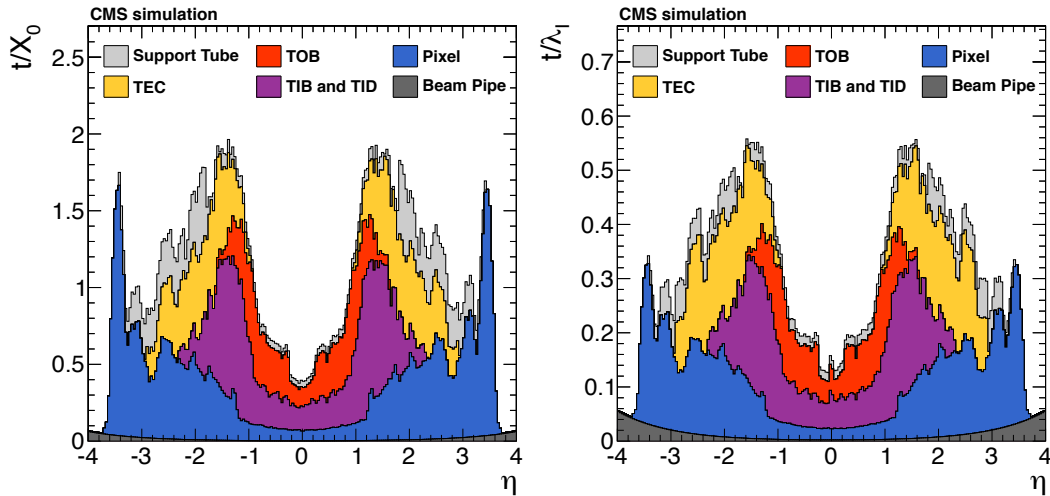 CMS simulation
t/X0
2.5
2
1.5
1
0.5
0
Support Tube
TOB
Pixel
TEC
TIB and TID
Beam Pipe
-4 -3 -2 -1 0 1 2 3 4
η
CMS simulation
t/λI
0.7
0.6
0.5
0.4
0.3
0.2
0.1
0
Support Tube
TOB
Pixel
TEC
TIB and TID
Beam Pipe
-4 -3 -2 -1 0 1 2 3 4
η